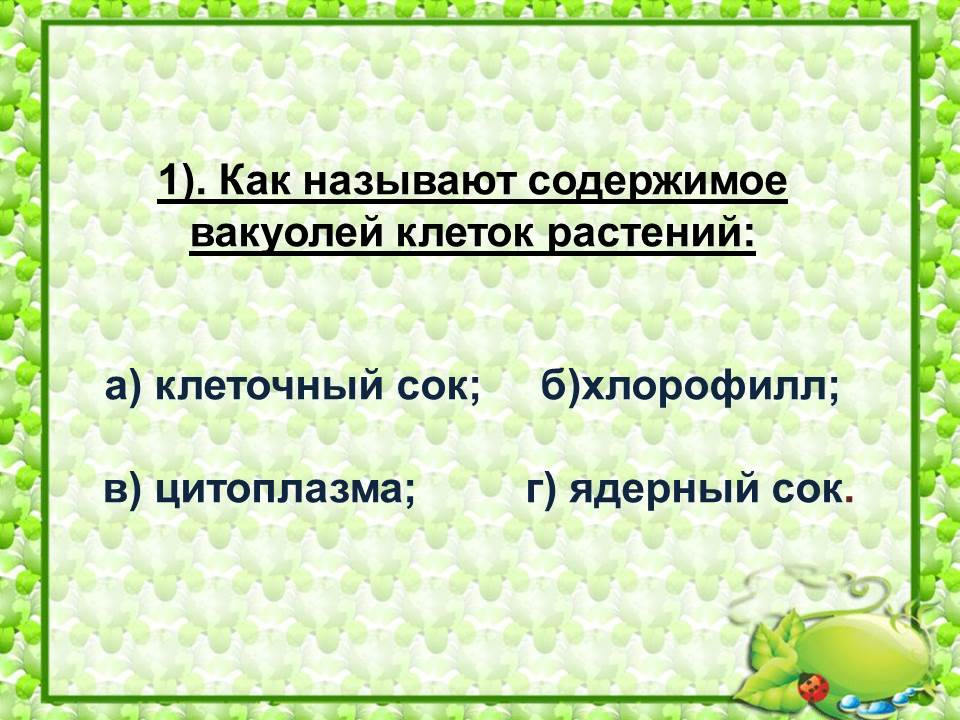 1). Как называют содержимое
вакуолей клеток растений:
а) клеточный сок; б)хлорофилл;
в) цитоплазма; г) ядерный сок.